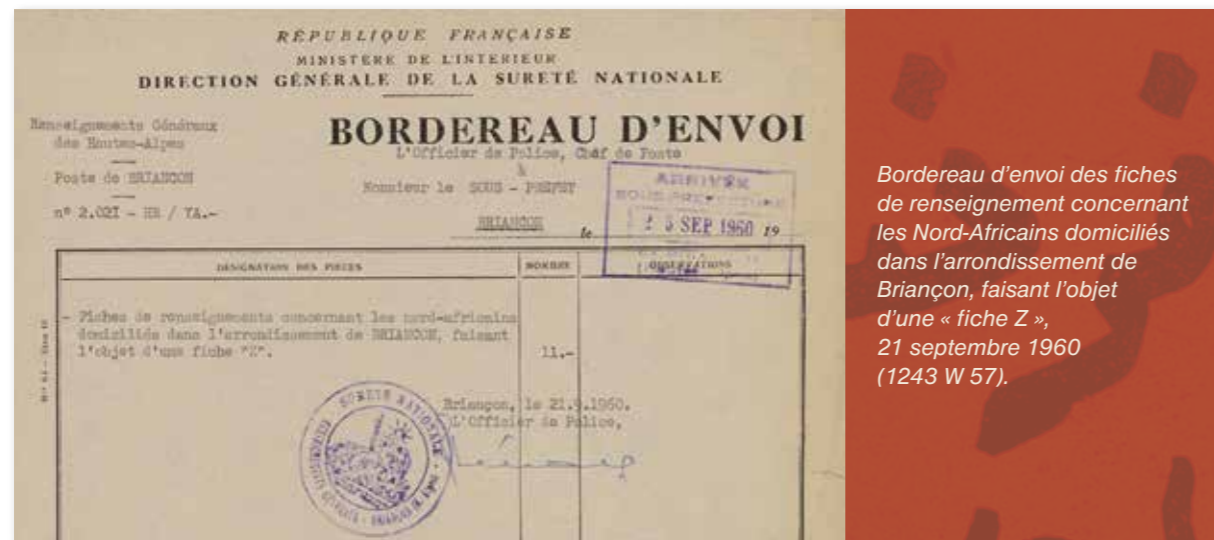 RÉPUBLIQUE FRANÇAISE
MINISTERE DE L'INTERIEUR
DIRECTION GÉNÉRALE DE LA SURETÉ NATIONALE
Renseignements Généraux
des Hautes-Alpes
Poste de BRIANCON
n° 2.021 - HR / YA.-
BORDEREAU D'ENVOI
L'Officier de Police, Chef de Poste
à
Monsieur le SOUS - PREFET
BRIANCON
le 19
ARRIVÉE
SOUS-PREFECTURE
SEP 1960
DESIGNATION DES PIECES
NOMBRE
OBSERVATIONS
- Fiches de renseignements concernant les nord-africains
domiciliés dans l'arrondissement de BRIANCON, faisant
l'objet d'une fiche "Z".
11.-
Briançon, le 21.9.1960.
L'Officier de Police,
SURETE NATIONALE
Bordereau d'envoi des fiches
de renseignement concernant
les Nord-Africains domiciliés
dans l'arrondissement de
Briançon, faisant l'objet
d'une « fiche Z »,
21 septembre 1960
(1243 W 57).